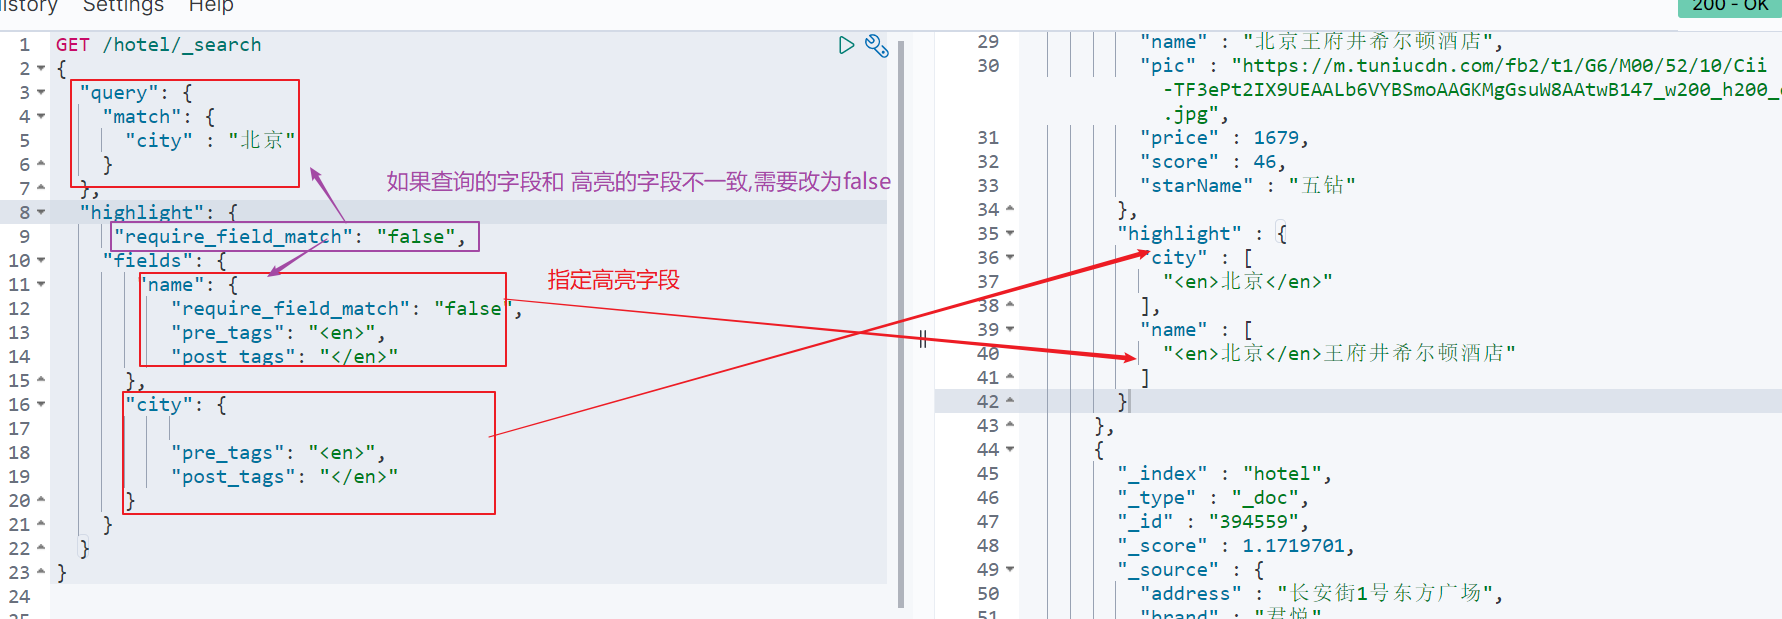 History Settings Help
200 - OK
1 GET /hotel/_search
2 {
3 "query": {
4 "match": {
5 "city" : "北京"
6 }
7 },
8 "highlight": {
9 "require_field_match": "false",
10 "fields": {
11 "name": {
12 "require_field_match": "false",
13 "pre_tags": "<en>",
14 "post_tags": "</en>"
15 },
16 "city": {
17
18 "pre_tags": "<en>",
19 "post_tags": "</en>"
20 }
21 }
22 }
23 }
24
25
如果查询的字段和 高亮的字段不一致,需要改为false
指定高亮字段
29 "name" : "北京王府井希尔顿酒店",
30 "pic" : "https://m.tuniucdn.com/fb2/t1/G6/M00/52/10/Cii
-TF3ePt2IX9UEAALb6VYBSmoAAGKMgGsuW8AAtwB147_w200_h200_
.jpg",
31 "price" : 1679,
32 "score" : 46,
33 "starName" : "五钻"
34 },
35 "highlight" : {
36 "city" : [
37 "<en>北京</en>"
38 ],
39 "name" : [
40 "<en>北京</en>王府井希尔顿酒店"
41 ]
42 }
43 },
44 {
45 "_index" : "hotel",
46 "_type" : "_doc",
47 "_id" : "394559",
48 "_score" : 1.1719701,
49 "_source" : {
50 "address" : "长安街1号东方广场",
51 "brand" : "君悦"